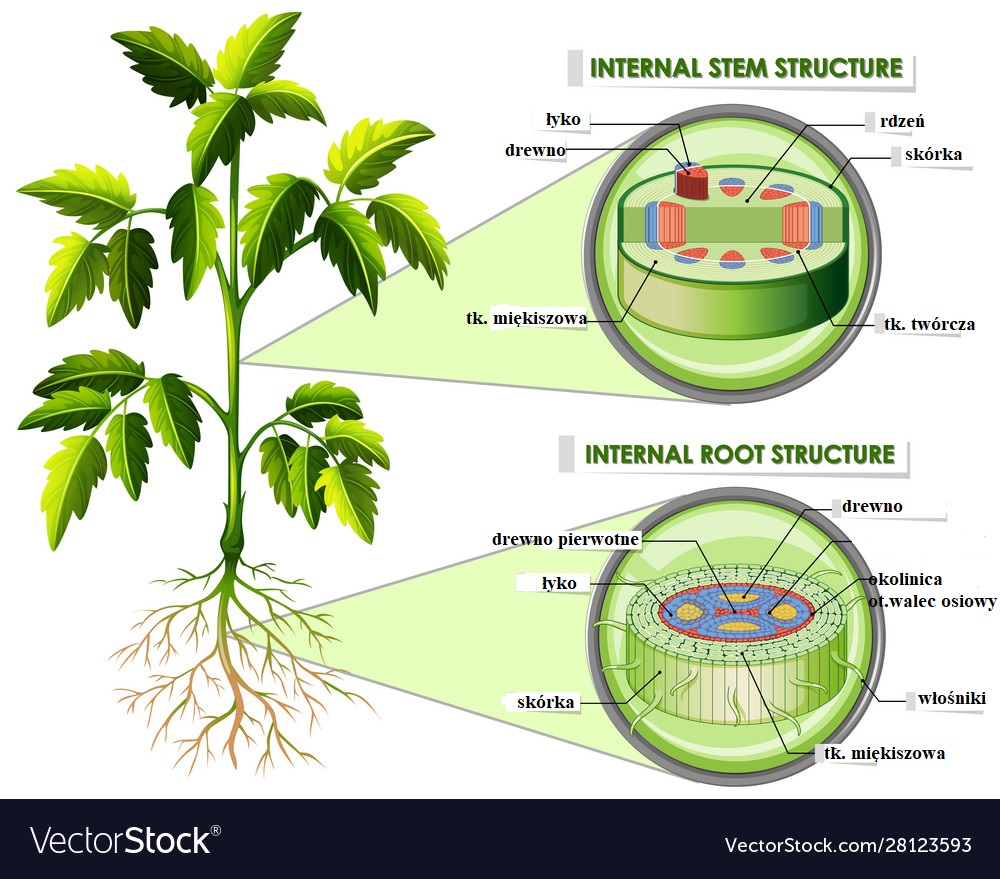 INTERNAL STEM STRUCTURE
łyko
rdzeń
drewno
skórka
tk. miękiszowa
tk. twórcza
INTERNAL ROOT STRUCTURE
drewno
drewno pierwotne
łyko
okolinica
ot.walec osiowy
skórka
włośniki
tk. miękiszowa
VectorStock®
VectorStock.com/28123593